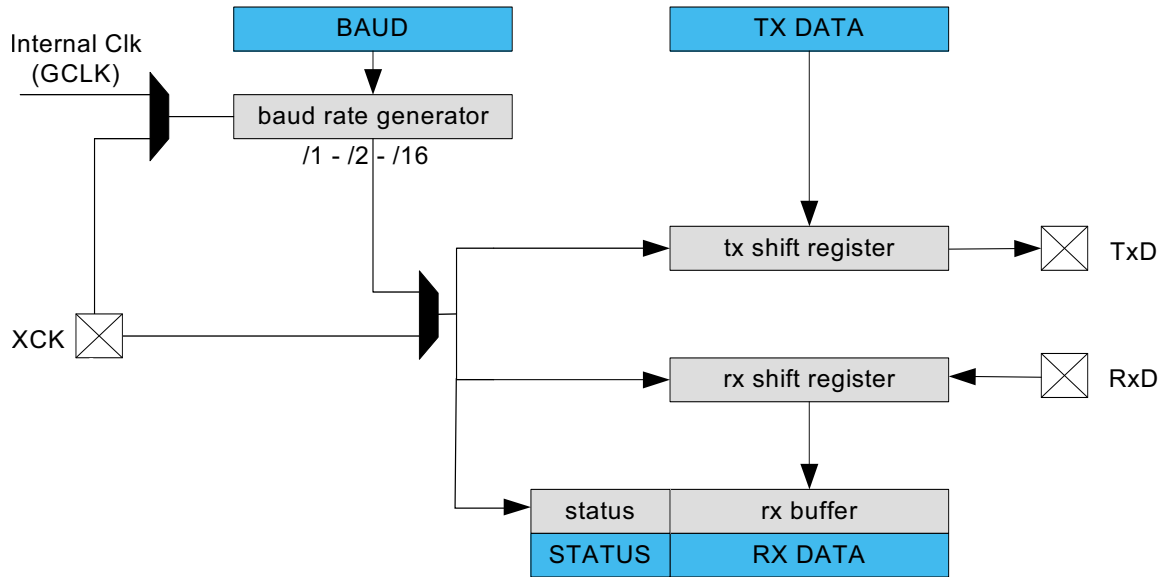 BAUD
TX DATA
Internal Clk
(GCLK)
baud rate generator
/1 - /2 - /16
tx shift register
TxD
XCK
rx shift register
RxD
status
rx buffer
STATUS
RX DATA